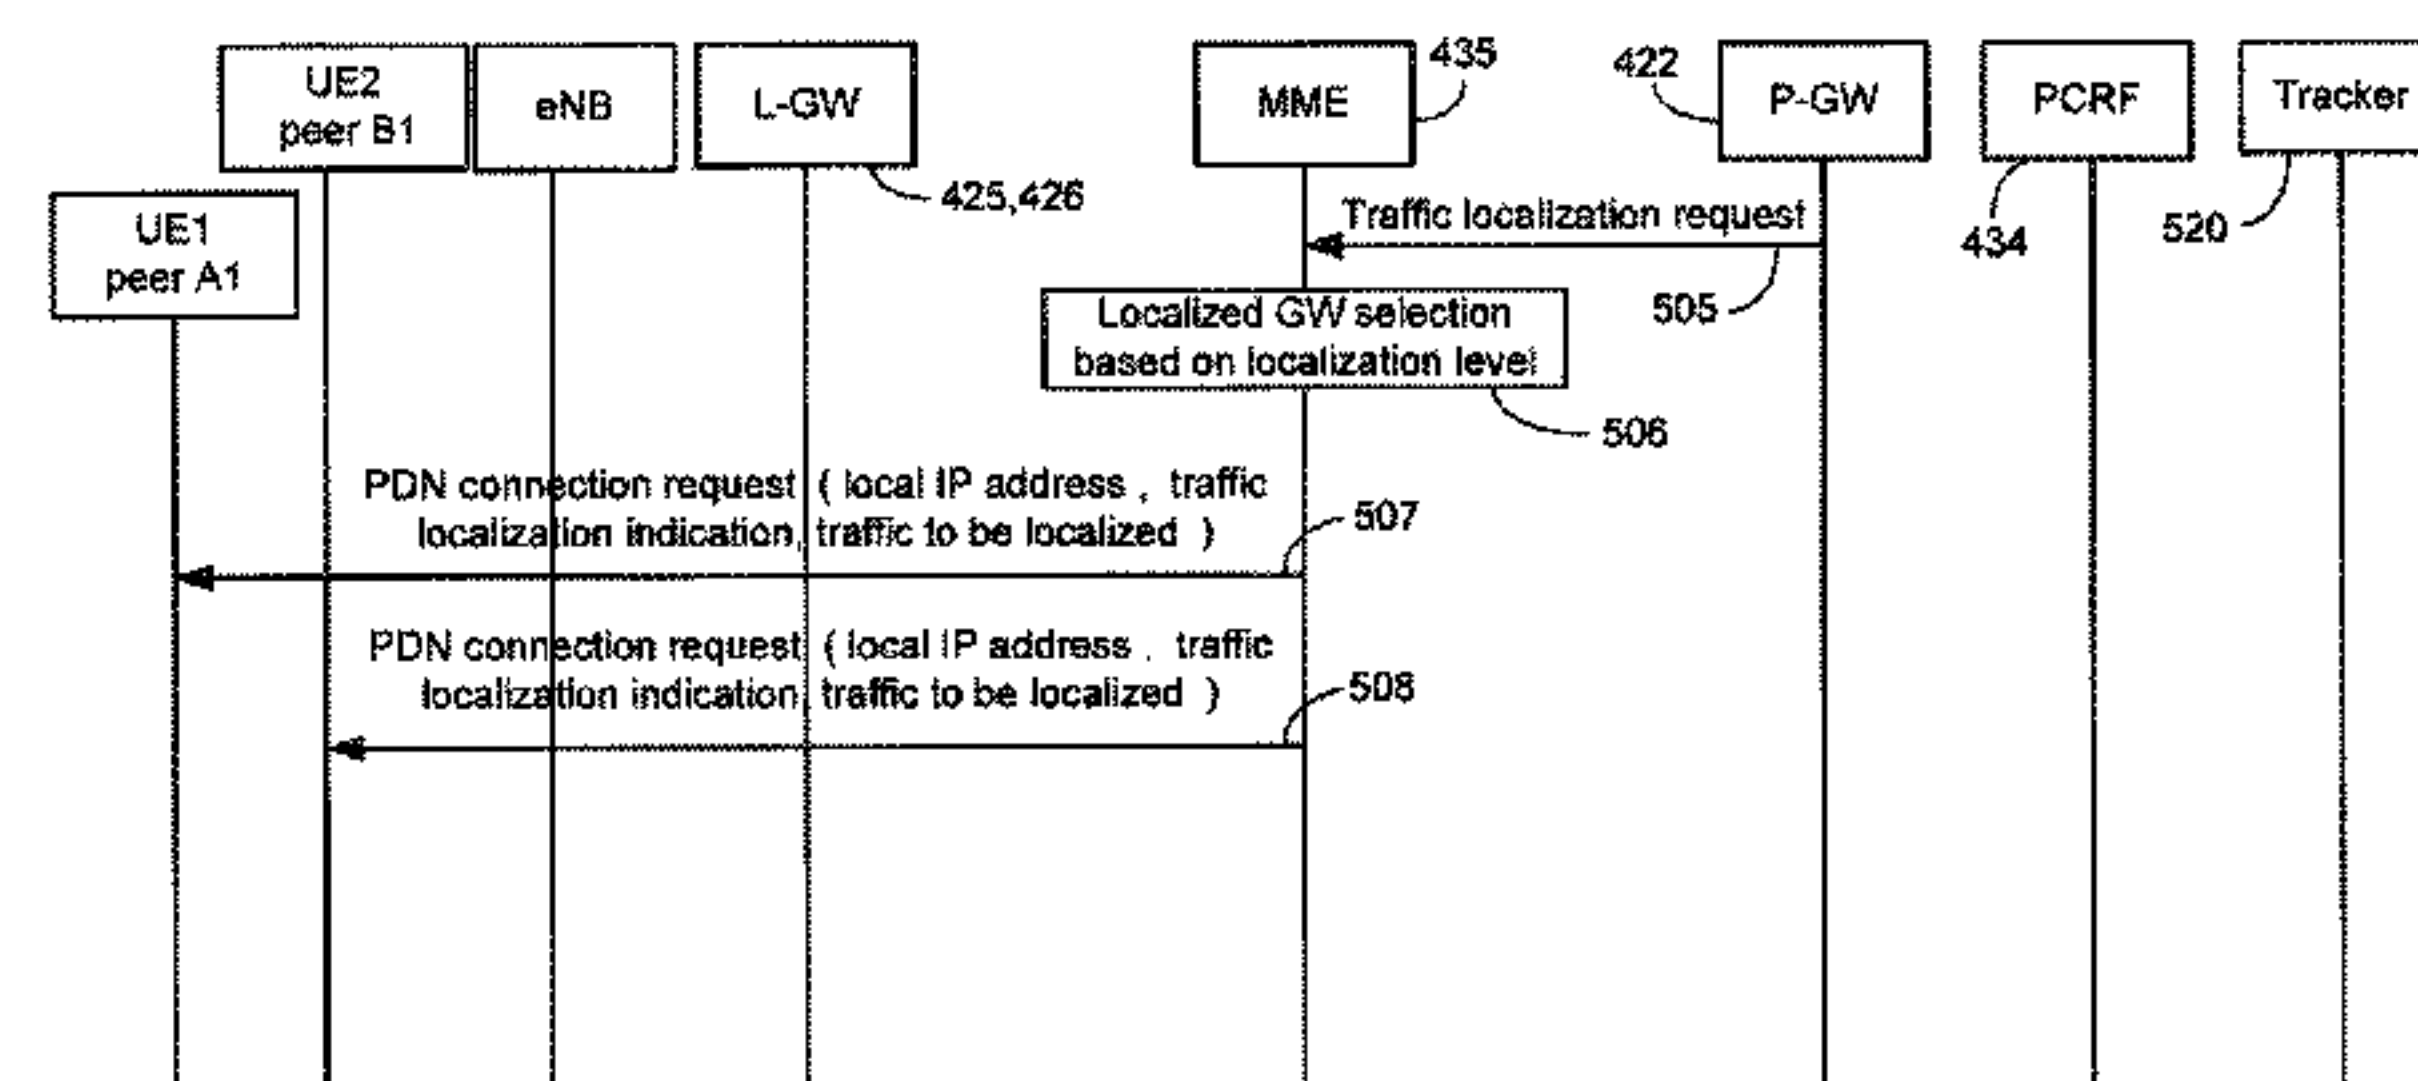 UE2
peer B1
eNB
L-GW
MME
435
422
P-GW
PCRF
Tracker
425,426
UE1
peer A1
Traffic localization request
434
520
505
Localized GW selection
based on localization level
506
PDN connection request ( local IP address , traffic
localization indication, traffic to be localized )
507
PDN connection request ( local IP address , traffic
localization indication, traffic to be localized )
508